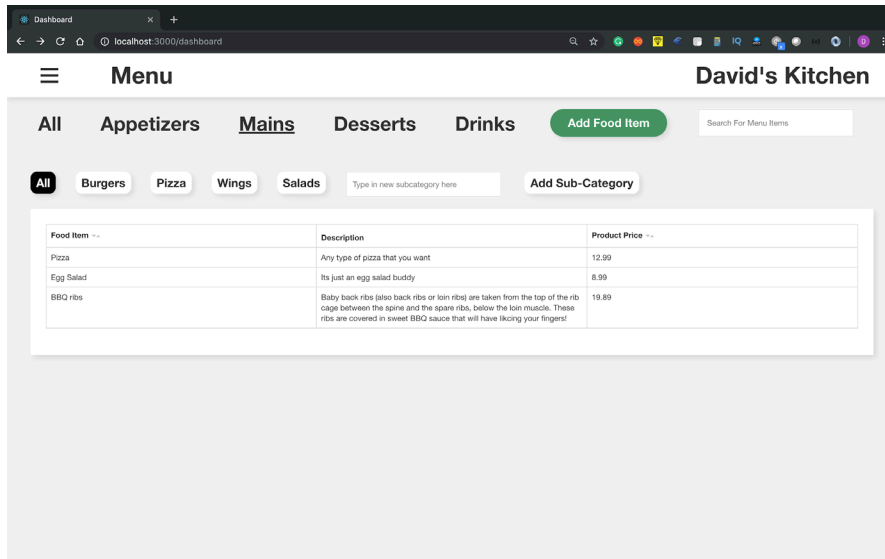 Dashboard
localhost:3000/dashboard
Menu
David's Kitchen
All
Appetizers
Mains
Desserts
Drinks
Add Food Item
Search For Menu Items
All
Burgers
Pizza
Wings
Salads
Type in new subcategory here
Add Sub-Category
Food Item
Description
Product Price
Pizza
Any type of pizza that you want
12.99
Egg Salad
Its just an egg salad buddy
8.99
BBQ ribs
Baby back ribs (also back ribs or loin ribs) are taken from the top of the rib
cage between the spine and the spare ribs, below the loin muscle. These
ribs are covered in sweet BBQ sauce that will have likcing your fingers!
19.89